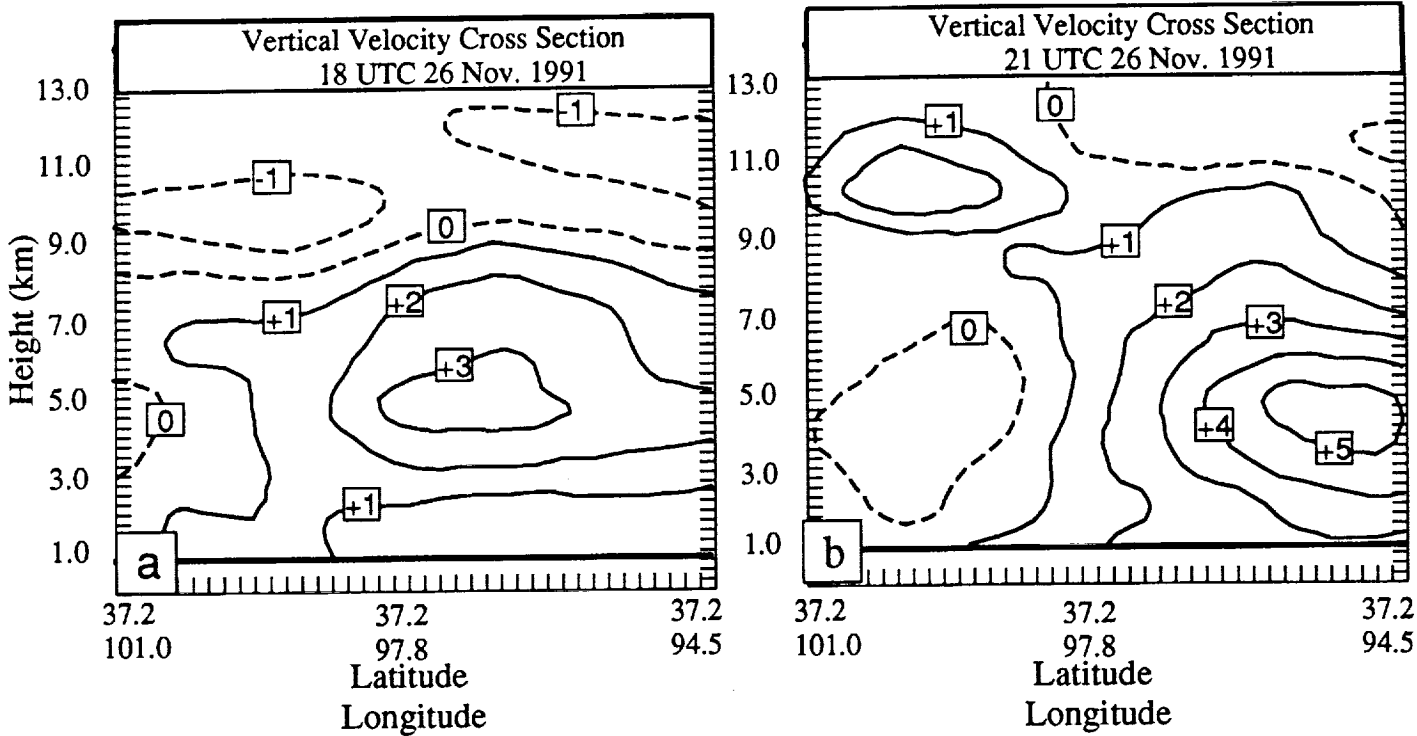 Vertical Velocity Cross Section
18 UTC 26 Nov. 1991
Height (km)
13.0
11.0
9.0
7.0
5.0
3.0
1.0
-1
-1
0
+1
+2
+3
0
+1
a
37.2 37.2 37.2
101.0 97.8 94.5
Latitude
Longitude
Vertical Velocity Cross Section
21 UTC 26 Nov. 1991
13.0
11.0
9.0
7.0
5.0
3.0
1.0
0
+1
+1
+2
0
+3
+4
+5
b
37.2 37.2 37.2
101.0 97.8 94.5
Latitude
Longitude